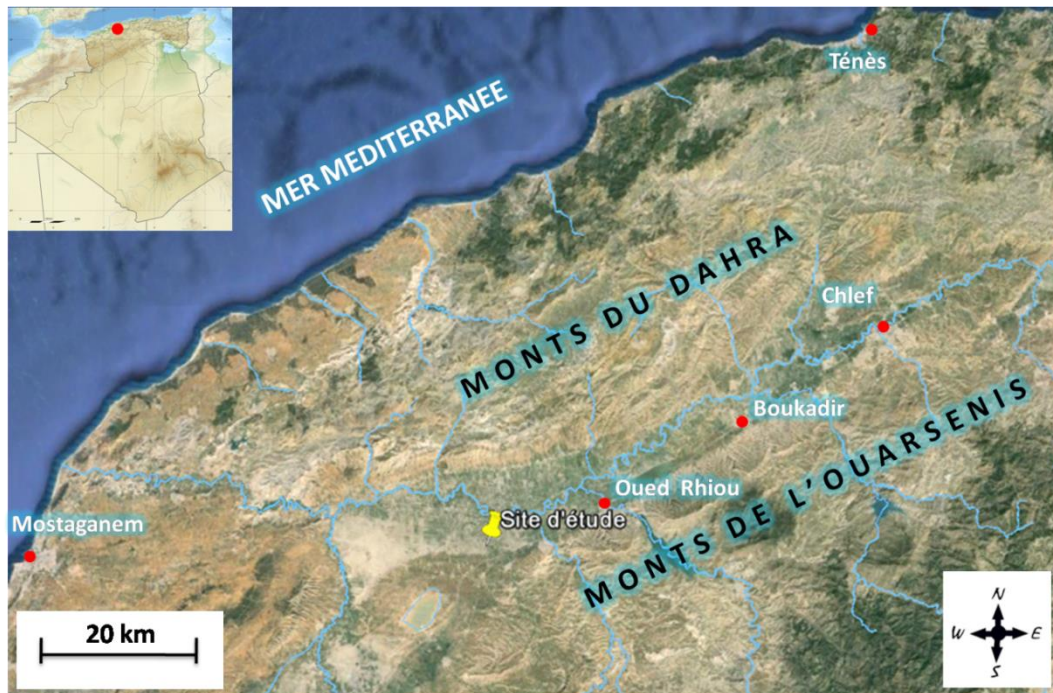 Ténès
MER MEDITERRANEE
MONTS DU DAHRA
Chlef
Boukadir
MONTS DE L'OUARSENIS
Oued Rhiou
Site d'étude
Mostaganem
20 km
N
W E
S